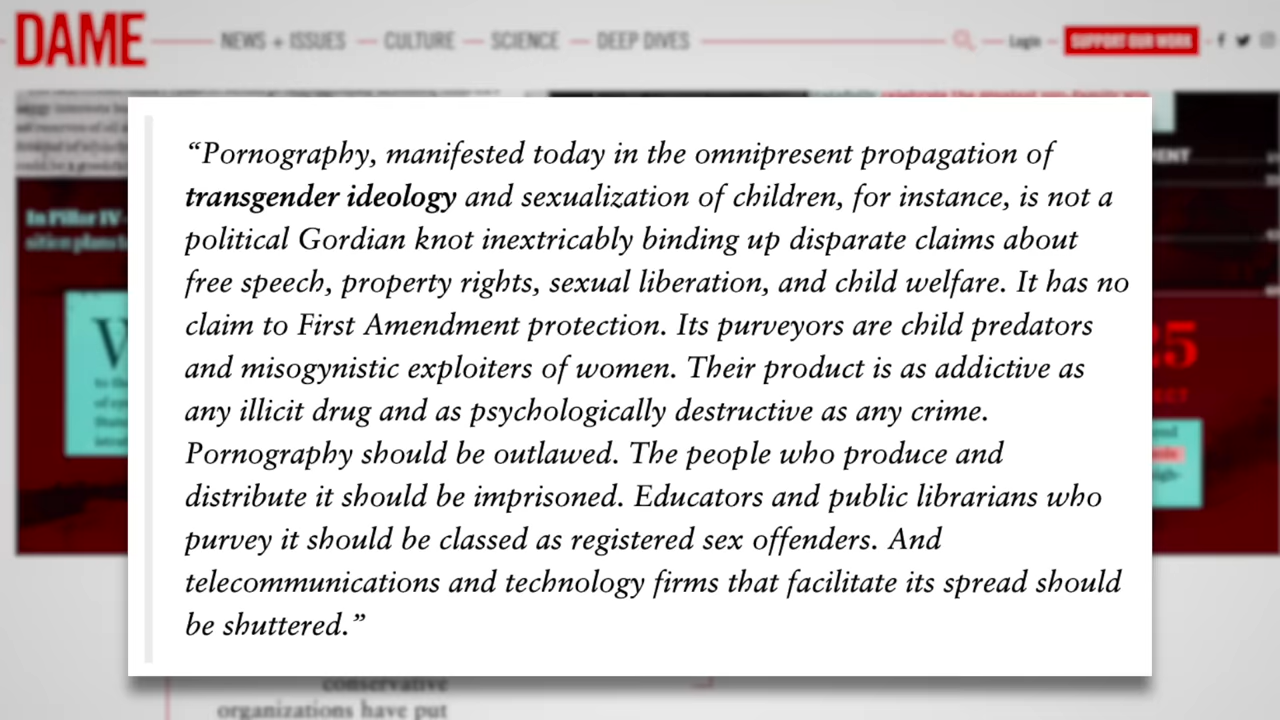 DAME
NEWS + ISSUES
CULTURE
SCIENCE
DEEP DIVES
Login
SUPPORT OUR WORK
“Pornography, manifested today in the omnipresent propagation of
transgender ideology and sexualization of children, for instance, is not a
political Gordian knot inextricably binding up disparate claims about
free speech, property rights, sexual liberation, and child welfare. It has no
claim to First Amendment protection. Its purveyors are child predators
and misogynistic exploiters of women. Their product is as addictive as
any illicit drug and as psychologically destructive as any crime.
Pornography should be outlawed. The people who produce and
distribute it should be imprisoned. Educators and public librarians who
purvey it should be classed as registered sex offenders. And
telecommunications and technology firms that facilitate its spread should
be shuttered.”
In Pillar IV
conservative
organizations have put